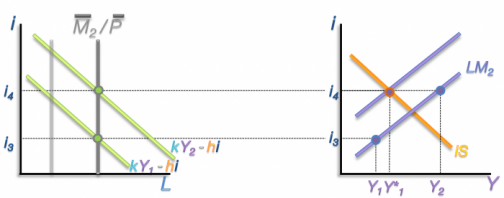 i
M̅₂/P̅
i₄
i₃
kY₂-hi
kY₁-hi
L
i
i₄
i₃
LM₂
IS
Y₁ Y*₁ Y₂ Y